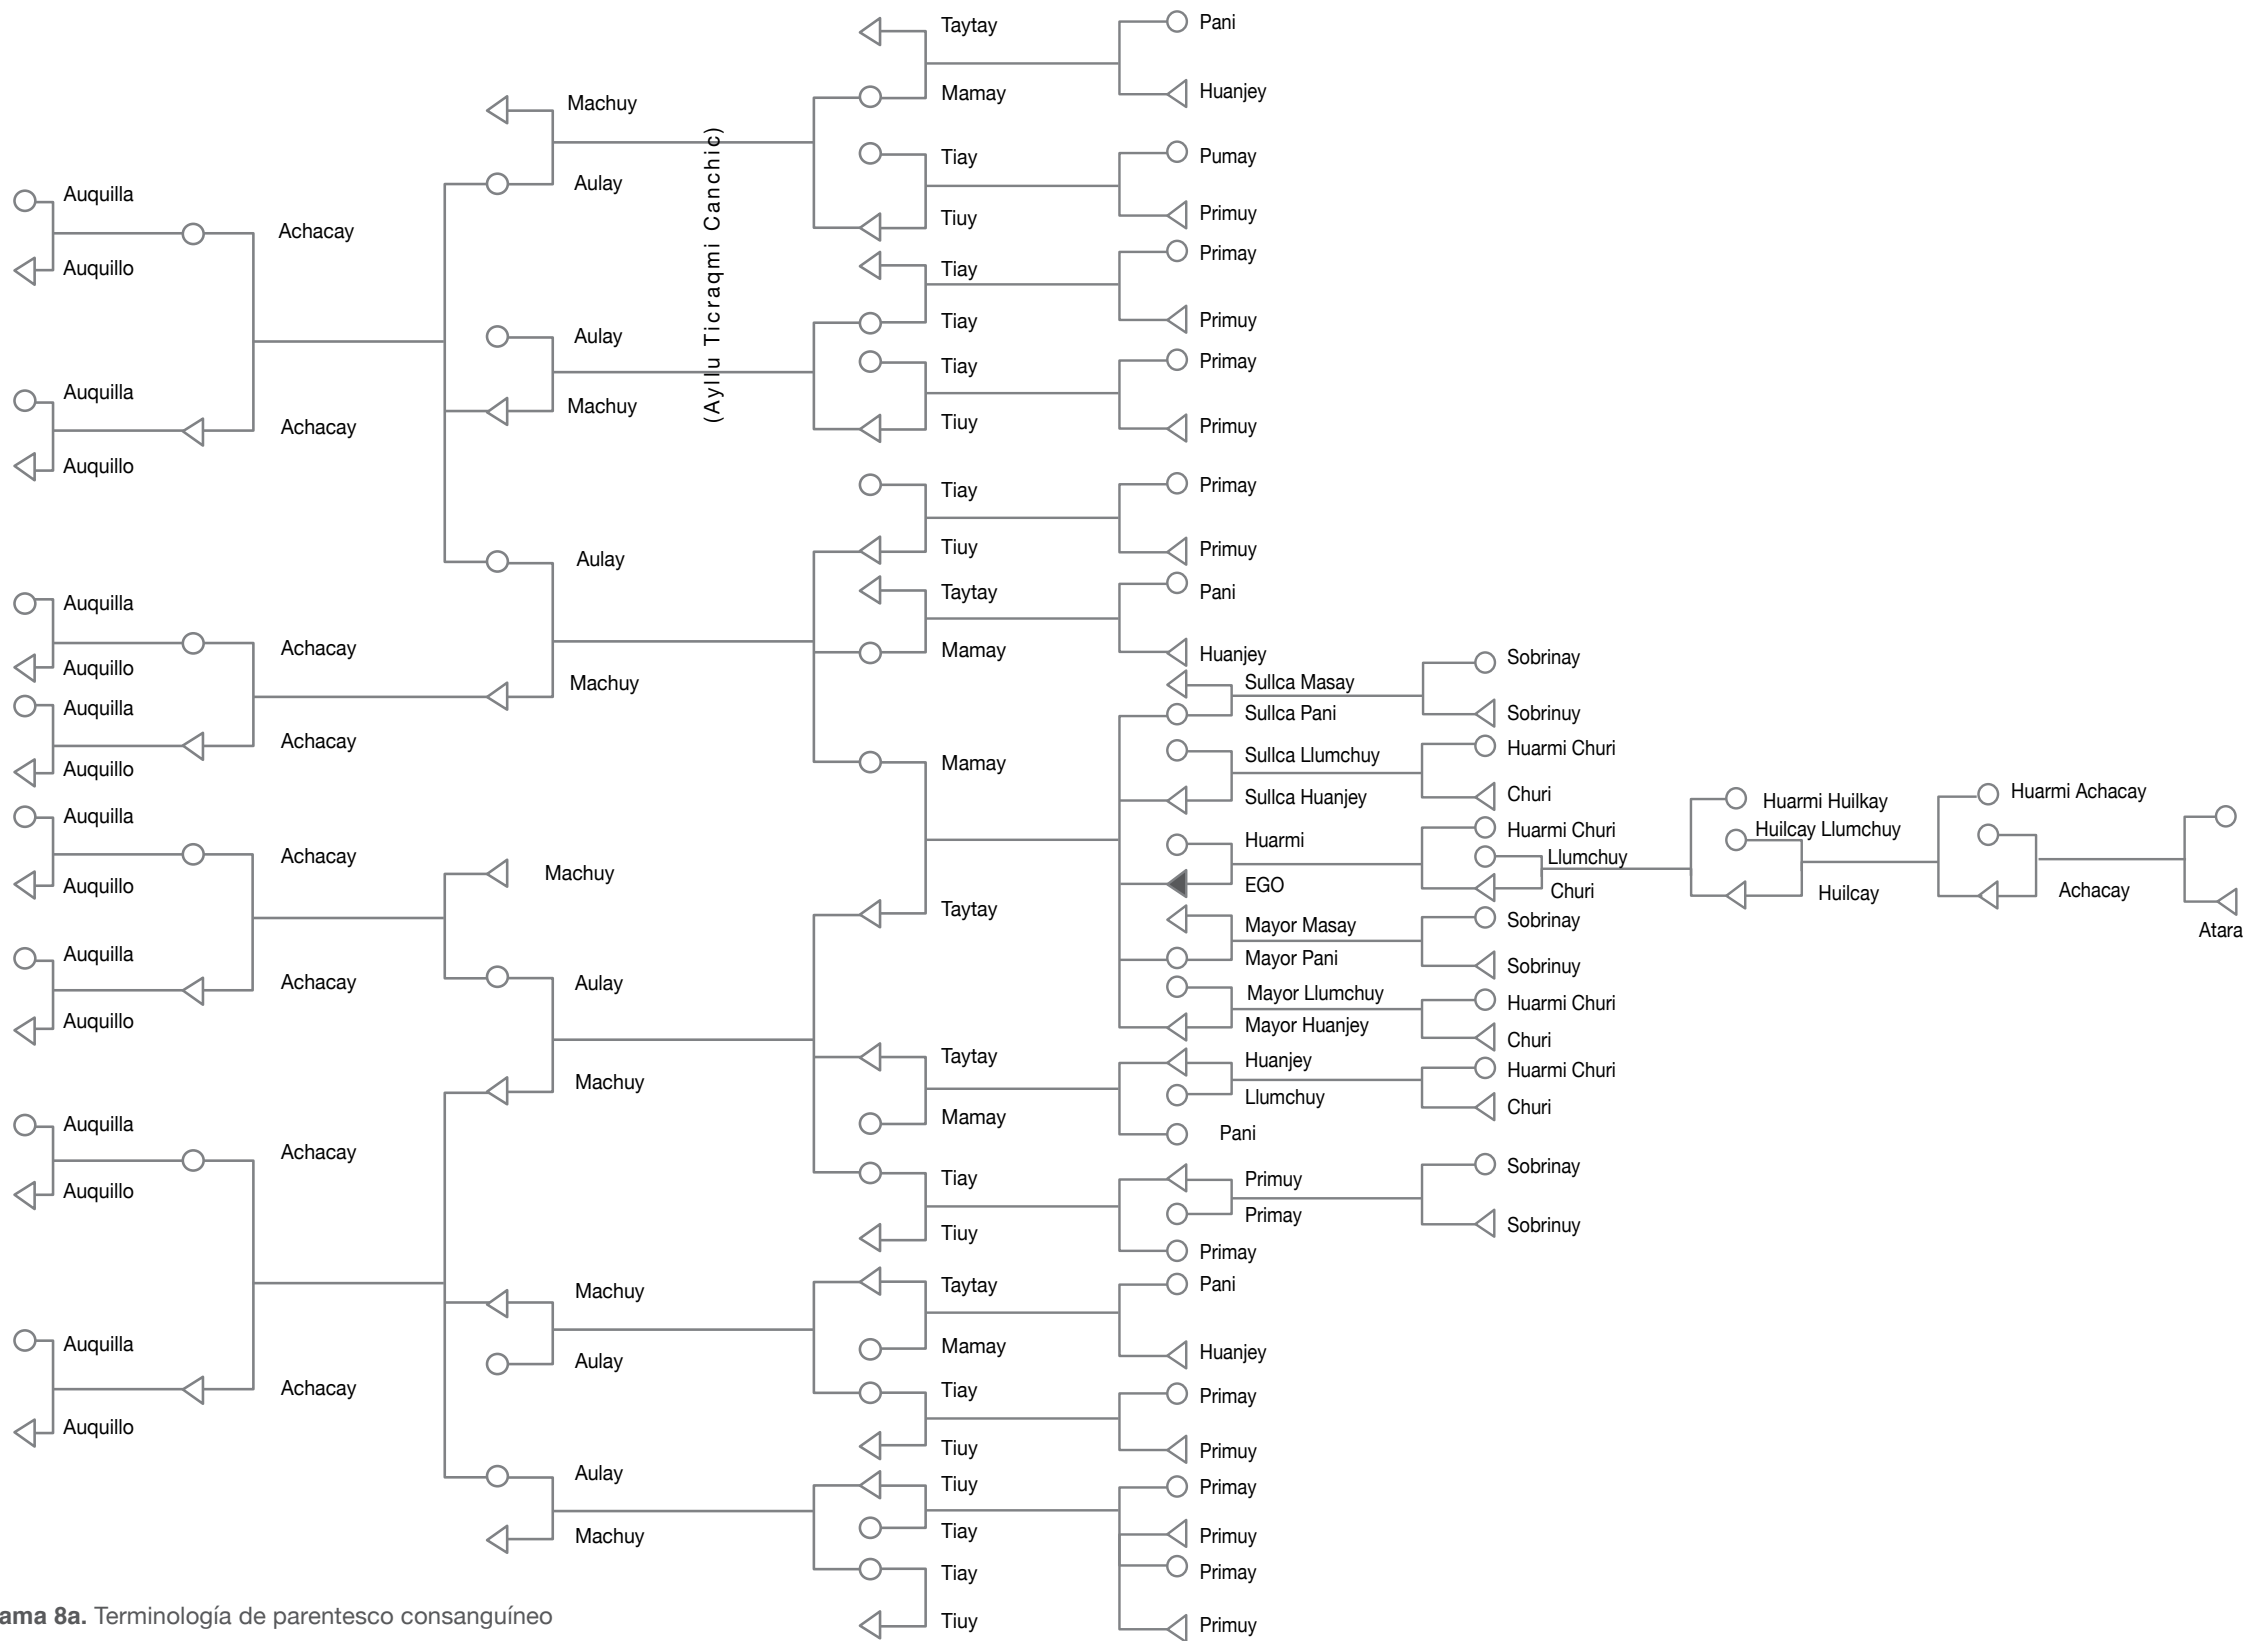 Auquilla
Auquillo
Auquilla
Auquillo
Auquilla
Auquillo
Auquilla
Auquillo
Auquilla
Auquillo
Auquilla
Auquillo
Auquilla
Auquillo
Auquilla
Auquillo
Achacay
Achacay
Achacay
Achacay
Achacay
Achacay
Achacay
Achacay
Machuy
Aulay
Aulay
Machuy
Aulay
Machuy
Machuy
Aulay
Machuy
Machuy
Aulay
Aulay
Machuy
(Ayllu Ticraqmi Canchic)
Taytay
Mamay
Tiay
Tiuy
Tiay
Tiay
Tiay
Tiuy
Tiay
Tiuy
Taytay
Mamay
Mamay
Taytay
Taytay
Mamay
Tiay
Tiuy
Taytay
Mamay
Tiay
Tiuy
Tiuy
Tiay
Tiay
Tiuy
Pani
Huanjey
Pumay
Primuy
Primay
Primuy
Primay
Primuy
Primay
Primuy
Pani
Huanjey
Sullca Masay
Sullca Pani
Sullca Llumchuy
Sullca Huanjey
Huarmi
EGO
Mayor Masay
Mayor Pani
Mayor Llumchuy
Mayor Huanjey
Huanjey
Llumchuy
Pani
Primuy
Primay
Primay
Pani
Huanjey
Primay
Primuy
Primay
Primuy
Primay
Primuy
Sobrinay
Sobrinuy
Huarmi Churi
Churi
Huarmi Churi
Llumchuy
Churi
Sobrinay
Sobrinuy
Huarmi Churi
Churi
Huarmi Churi
Churi
Sobrinay
Sobrinuy
Huarmi Huilkay
Huilcay Llumchuy
Huilcay
Huarmi Achacay
Achacay
Atara
ama 8a. Terminología de parentesco consanguíneo